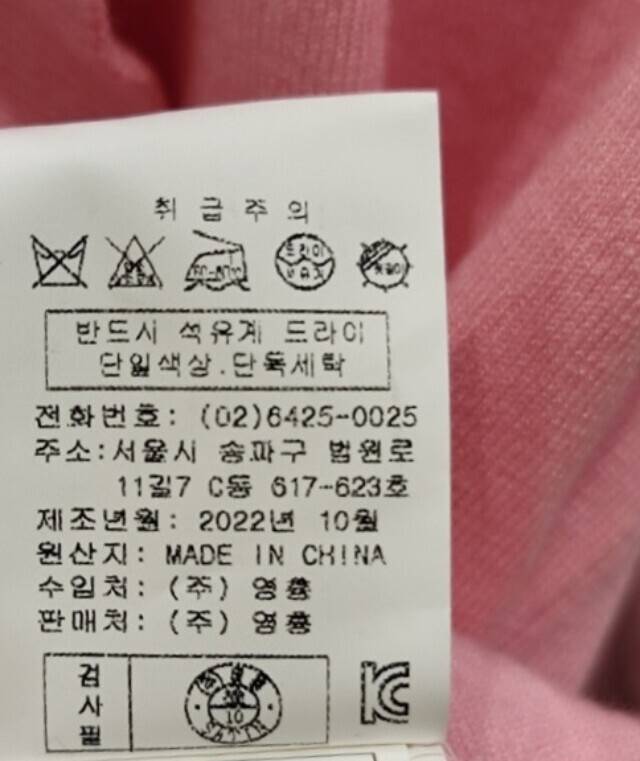 취급주의
반드시 석유계 드라이
단일색상.단독세탁
전화번호: (02)6425-0025
주소:서울시 송파구 법원로
11길7 C동 617-623호
제조년월: 2022년 10월
원산지: MADE IN CHINA
수입처: (주) 영흥
판매처: (주) 영흥
검사필
10
KC